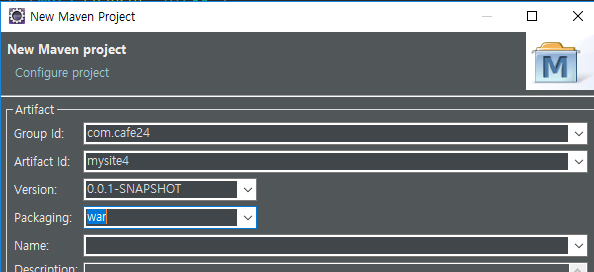 New Maven Project
New Maven project
Configure project
M
Artifact
Group Id: com.cafe24
Artifact Id: mysite4
Version: 0.0.1-SNAPSHOT
Packaging: war
Name:
Description: